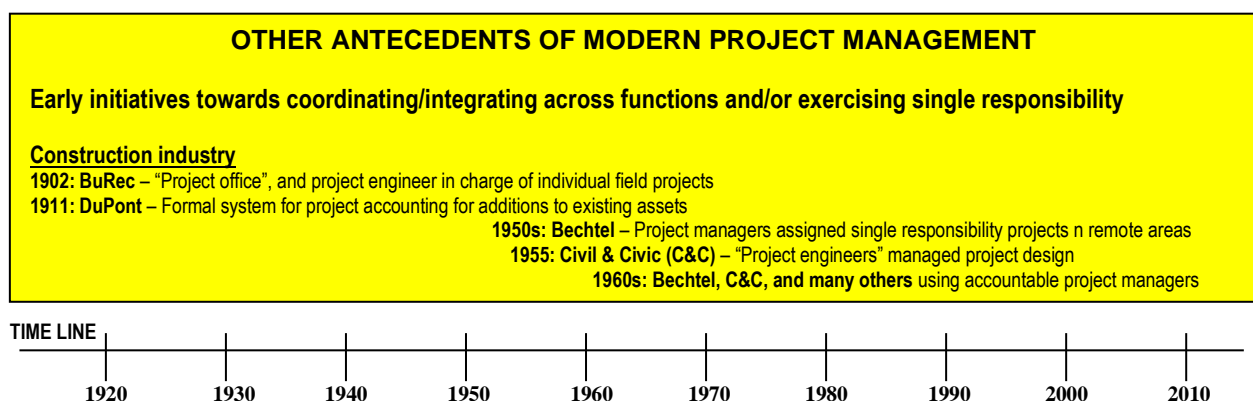 OTHER ANTECEDENTS OF MODERN PROJECT MANAGEMENT
Early initiatives towards coordinating/integrating across functions and/or exercising single responsibility
Construction industry
1902: BuRec – “Project office”, and project engineer in charge of individual field projects
1911: DuPont – Formal system for project accounting for additions to existing assets
1950s: Bechtel – Project managers assigned single responsibility projects n remote areas
1955: Civil & Civic (C&C) – “Project engineers” managed project design
1960s: Bechtel, C&C, and many others using accountable project managers
TIME LINE
1920 1930 1940 1950 1960 1970 1980 1990 2000 2010